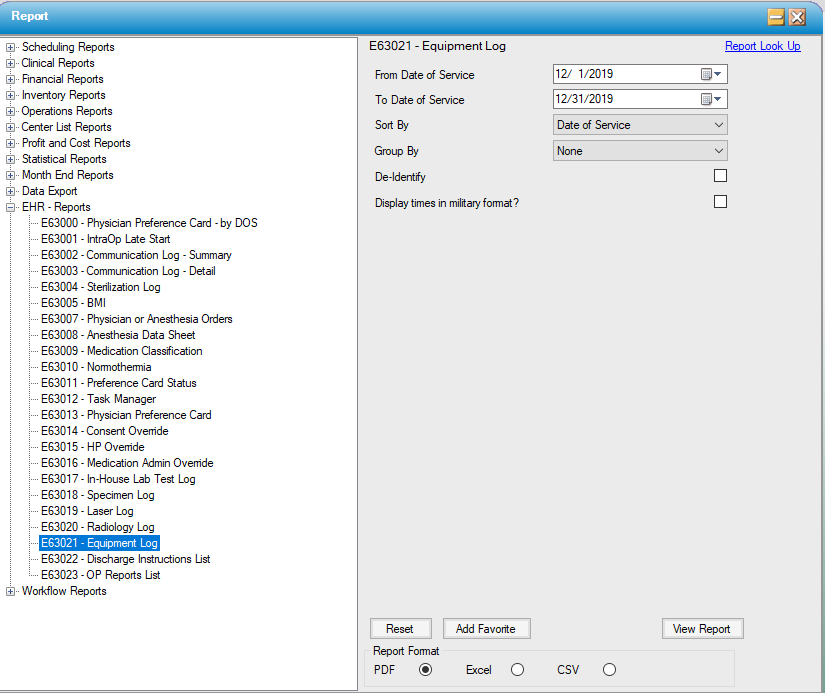 Report
Scheduling Reports
Clinical Reports
Financial Reports
Inventory Reports
Operations Reports
Center List Reports
Profit and Cost Reports
Statistical Reports
Month End Reports
Data Export
EHR - Reports
E63000 - Physician Preference Card - by DOS
E63001 - IntraOp Late Start
E63002 - Communication Log - Summary
E63003 - Communication Log - Detail
E63004 - Sterilization Log
E63005 - BMI
E63007 - Physician or Anesthesia Orders
E63008 - Anesthesia Data Sheet
E63009 - Medication Classification
E63010 - Normothermia
E63011 - Preference Card Status
E63012 - Task Manager
E63013 - Physician Preference Card
E63014 - Consent Override
E63015 - HP Override
E63016 - Medication Admin Override
E63017 - In-House Lab Test Log
E63018 - Specimen Log
E63019 - Laser Log
E63020 - Radiology Log
E63021 - Equipment Log
E63022 - Discharge Instructions List
E63023 - OP Reports List
Workflow Reports
E63021 - Equipment Log Report Look Up
From Date of Service 12/ 1/2019
To Date of Service 12/31/2019
Sort By Date of Service
Group By None
De-Identify
Display times in military format?
Reset Add Favorite View Report
Report Format
PDF Excel CSV